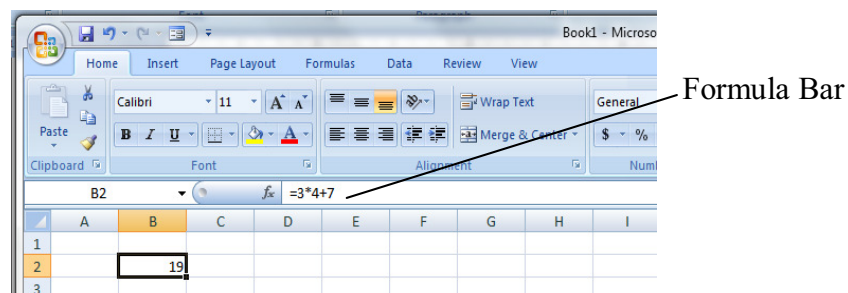 Book1 - Microso
Home Insert Page Layout Formulas Data Review View
Formula Bar
Calibri 11 A A Wrap Text General
Paste B I U A Merge & Center $ %
Clipboard Font Alignment Num
B2 fx =3*4+7
A B C D E F G H I
1
2 19
3